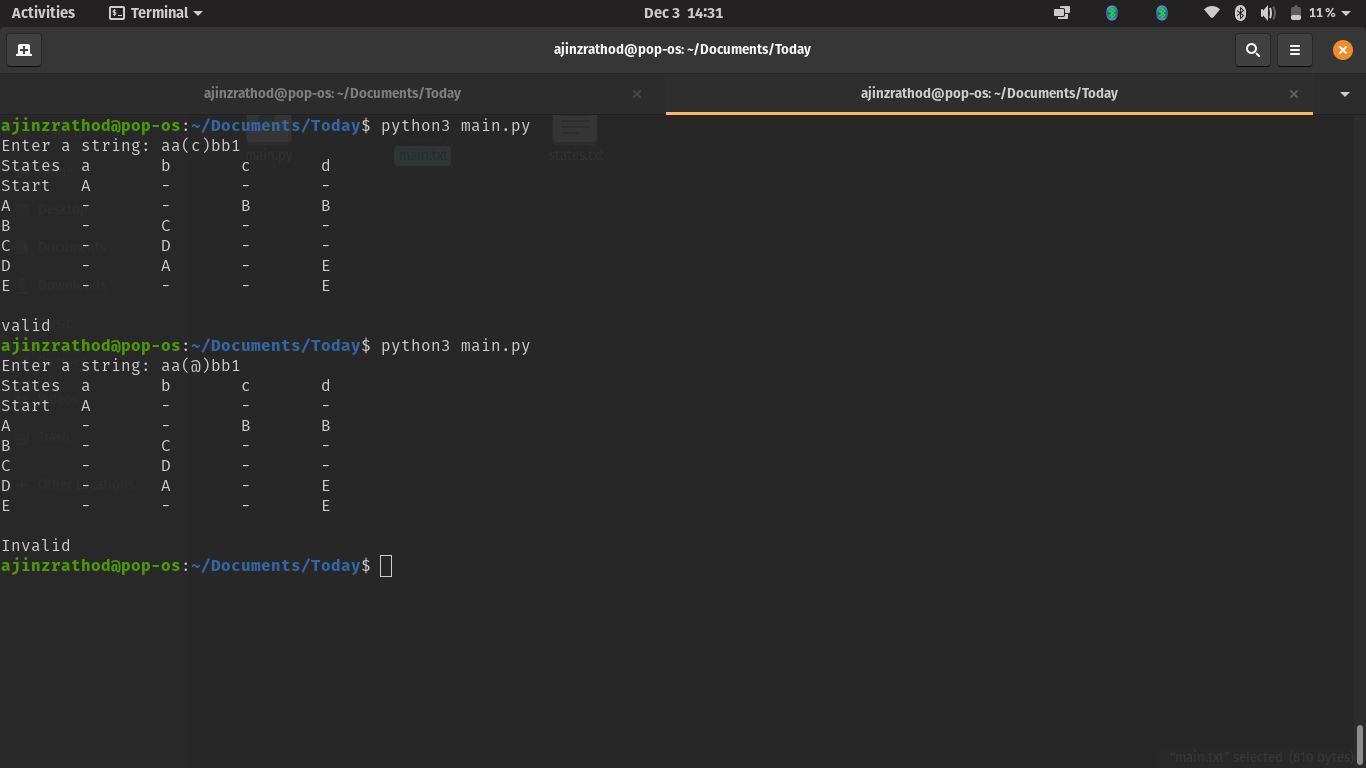 Activities Terminal Dec 3 14:31 11 %
ajinzrathod@pop-os: ~/Documents/Today
ajinzrathod@pop-os: ~/Documents/Today × ajinzrathod@pop-os: ~/Documents/Today ×
ajinzrathod@pop-os:~/Documents/Today$ python3 main.py
main.py main.txt states.txt
Enter a string: aa(c)bb1
States a b c d
Start A - - -
A - - B B
B - C - -
C - D - -
D - A - E
E - - - E
valid
ajinzrathod@pop-os:~/Documents/Today$ python3 main.py
Enter a string: aa(@)bb1
States a b c d
Start A - - -
A - - B B
B - C - -
C - D - -
D - A - E
E - - - E
Invalid
ajinzrathod@pop-os:~/Documents/Today$
"main.txt" selected (810 bytes)